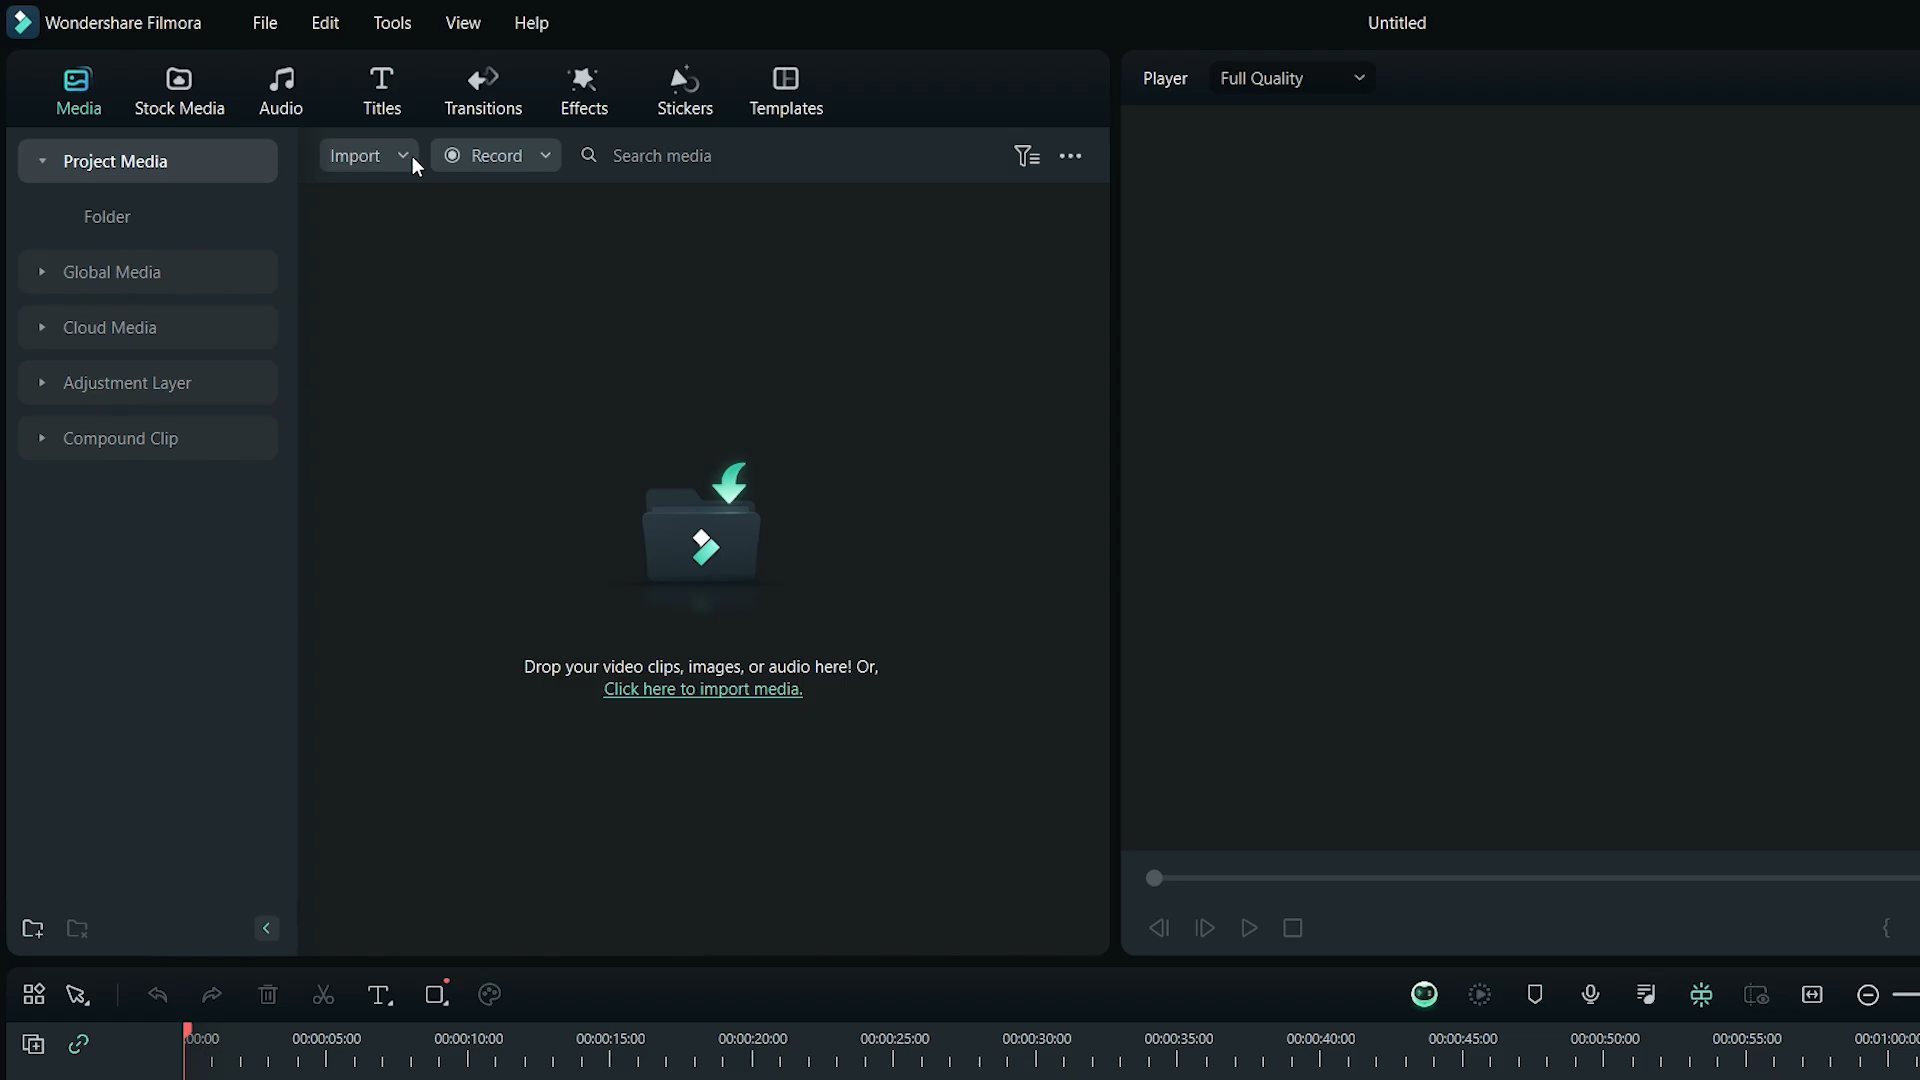 Wondershare Filmora File Edit Tools View Help Untitled
Media Stock Media Audio Titles Transitions Effects Stickers Templates
Player Full Quality
Project Media
Import Record Search media
Folder
Global Media
Cloud Media
Adjustment Layer
Compound Clip
Drop your video clips, images, or audio here! Or,
Click here to import media.
:00:00 00:00:05:00 00:00:10:00 00:00:15:00 00:00:20:00 00:00:25:00 00:00:30:00 00:00:35:00 00:00:40:00 00:00:45:00 00:00:50:00 00:00:55:00 00:01:00:00